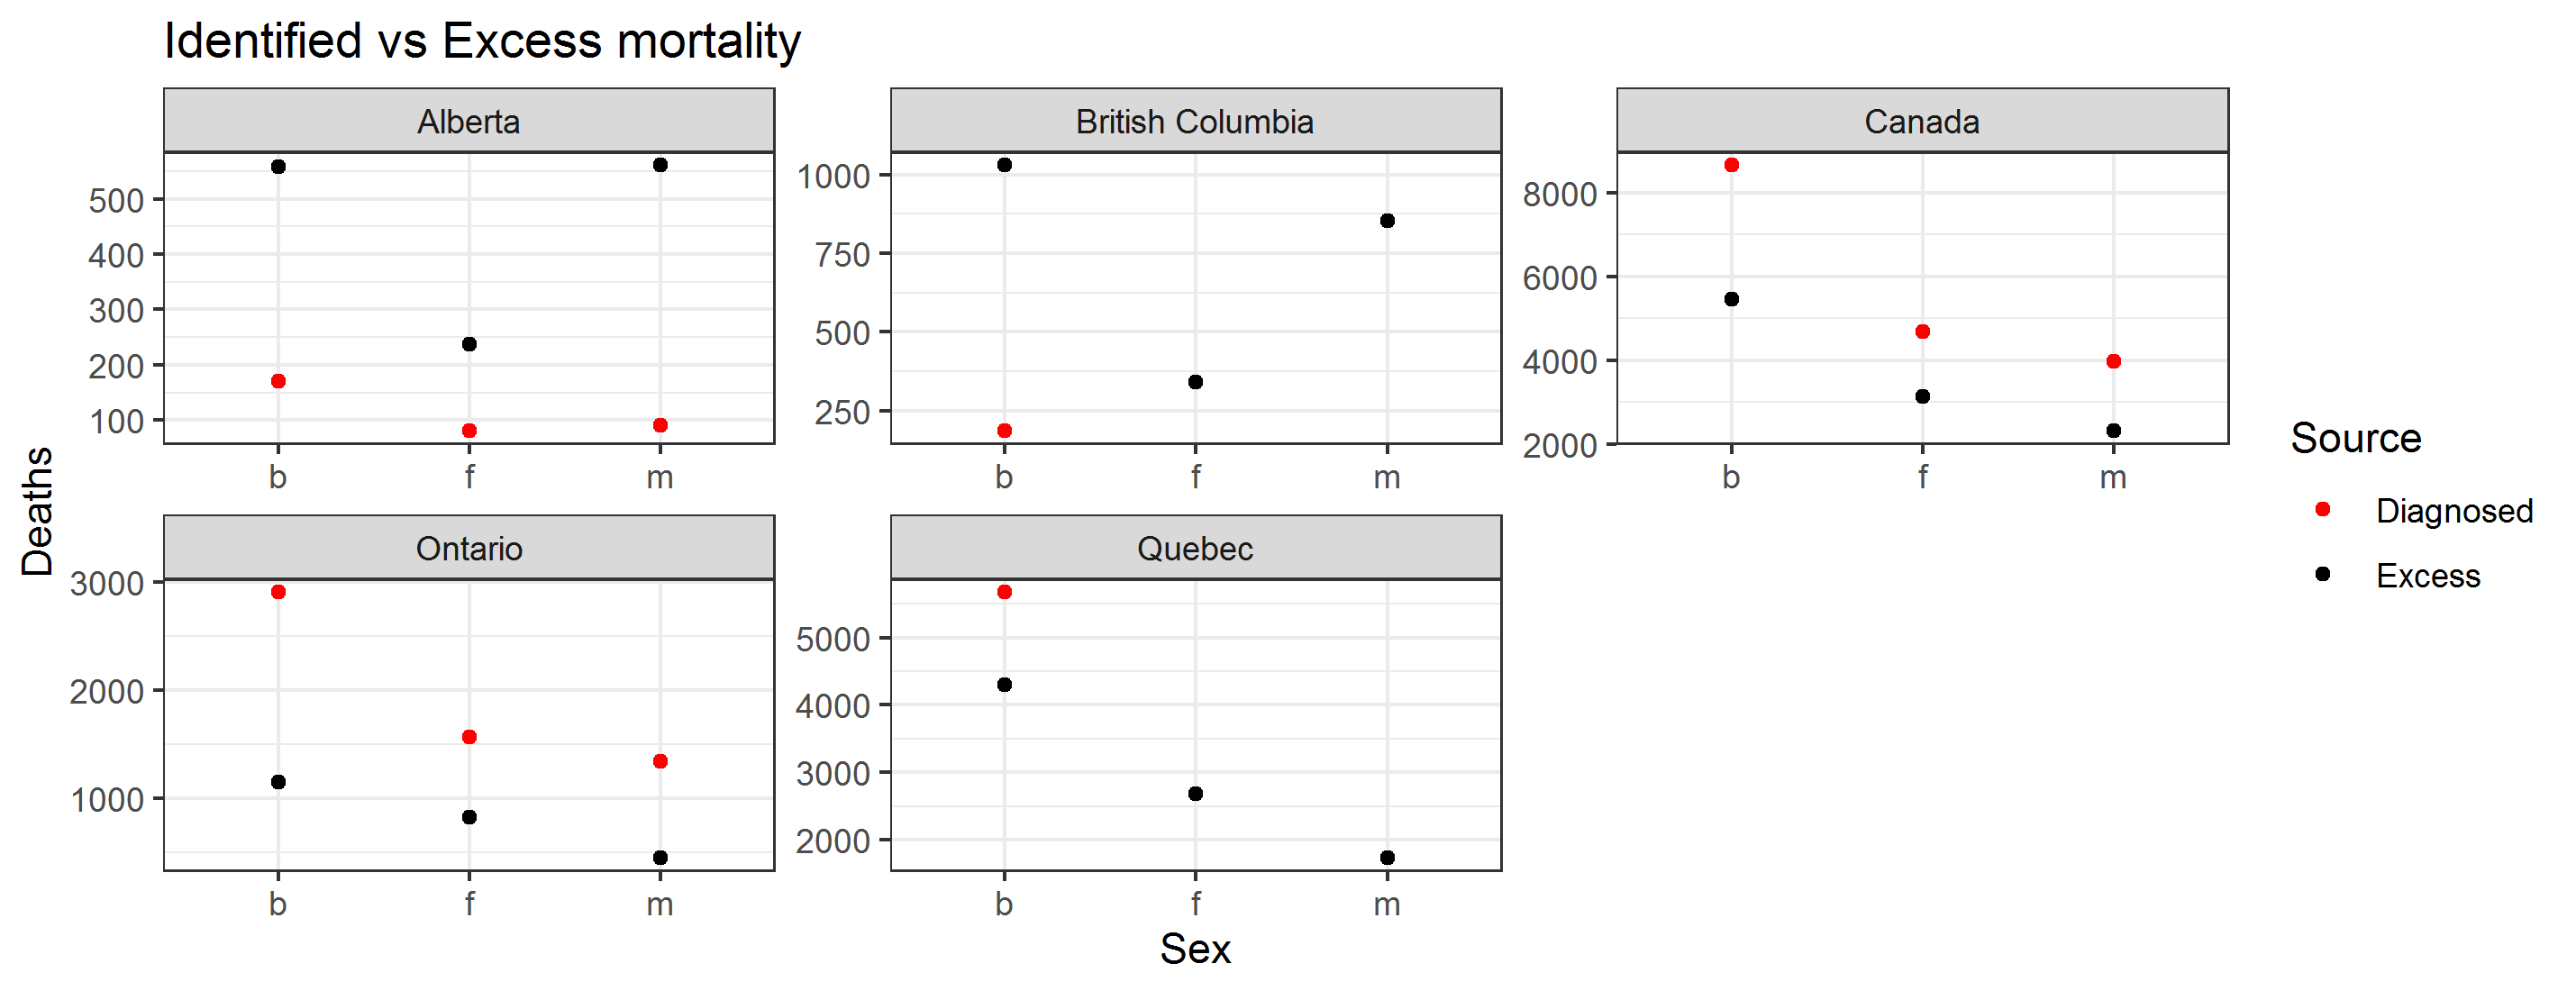 Identified vs Excess mortality
Alberta
500
400
300
200
100
b f m
British Columbia
1000
750
500
250
b f m
Canada
8000
6000
4000
2000
b f m
Deaths
Ontario
3000
2000
1000
b f m
Quebec
5000
4000
3000
2000
b f m
Sex
Source
Diagnosed
Excess